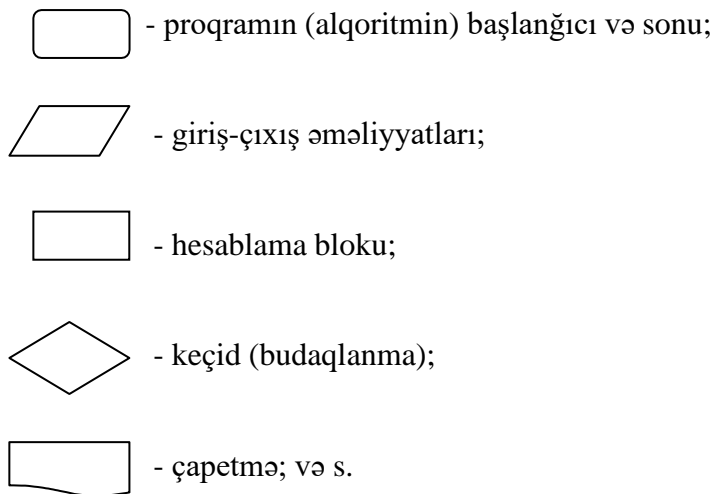 - proqramın (alqoritmin) başlanğıcı və sonu;
- giriş-çıxış əməliyyatları;
- hesablama bloku;
- keçid (budaqlanma);
- çapetmə; və s.